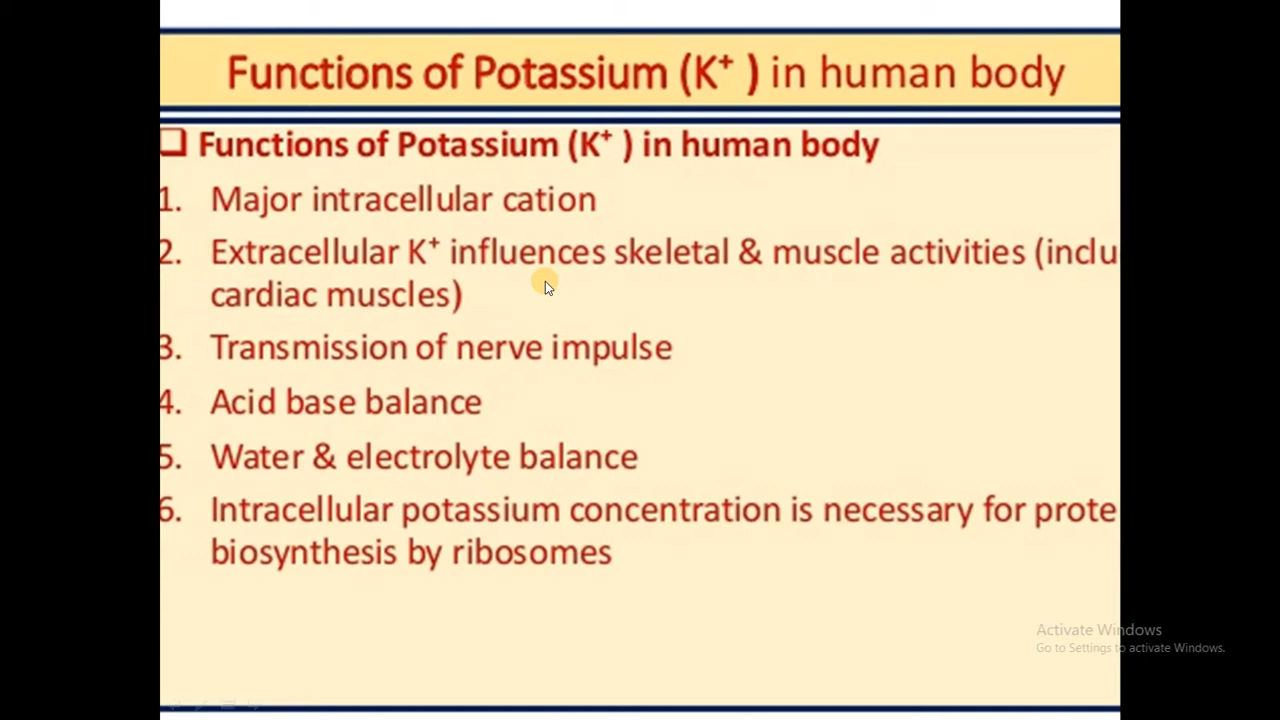 Functions of Potassium (K⁺ ) in human body
❑ Functions of Potassium (K⁺ ) in human body
1. Major intracellular cation
2. Extracellular K⁺ influences skeletal & muscle activities (inclu
cardiac muscles)
3. Transmission of nerve impulse
4. Acid base balance
5. Water & electrolyte balance
6. Intracellular potassium concentration is necessary for prote
biosynthesis by ribosomes
Activate Windows
Go to Settings to activate Windows.